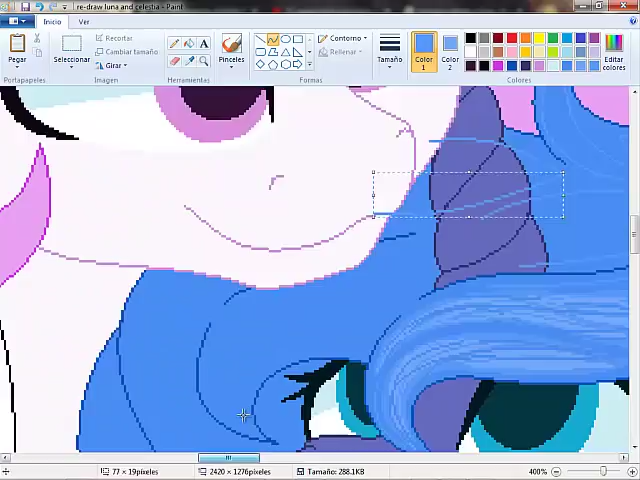 re-draw luna and celestia - Paint
Inicio Ver
Pegar
Seleccionar
Recortar
Cambiar tamaño
Girar
Pinceles
Contorno
Rellenar
Tamaño
Color 1
Color 2
Editar colores
Portapapeles Imagen Herramientas Formas Colores
77 × 19píxeles 2420 × 1276píxeles Tamaño: 288.1KB 400%